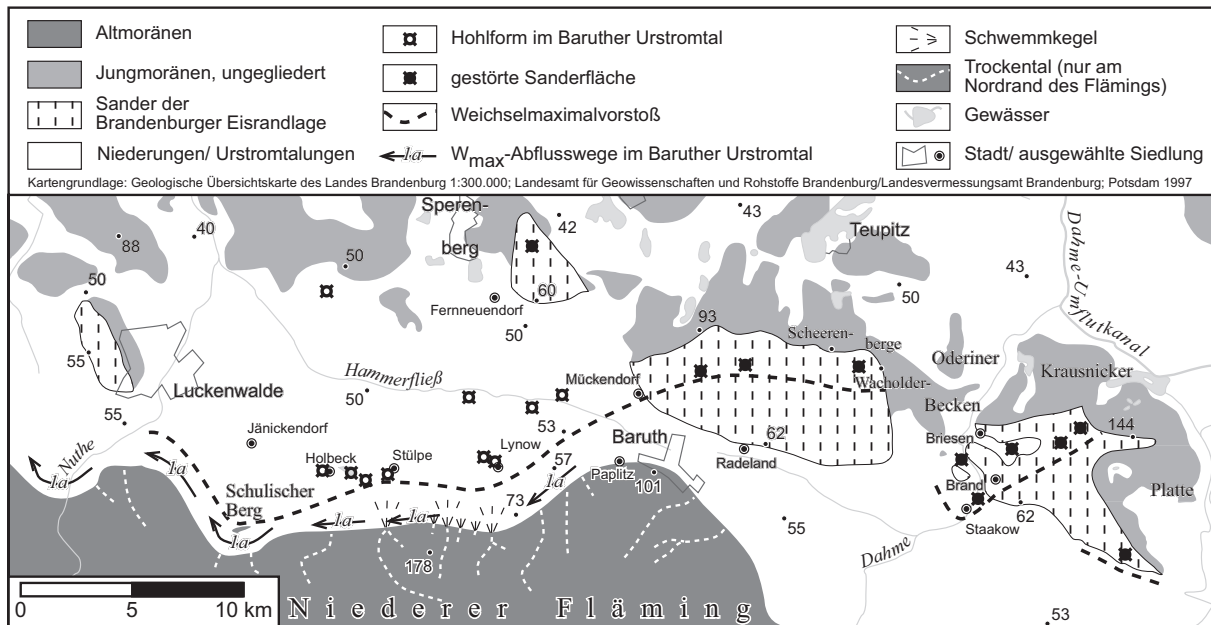 Altmoränen
Jungmoränen, ungegliedert
Sander der
Brandenburger Eisrandlage
Niederungen/ Urstromtalungen
Hohlform im Baruther Urstromtal
gestörte Sanderfläche
Weichselmaximalvorstoß
1a
Wmax-Abflusswege im Baruther Urstromtal
Schwemmkegel
Trockental (nur am
Nordrand des Flämings)
Gewässer
Stadt/ ausgewählte Siedlung
Kartengrundlage: Geologische Übersichtskarte des Landes Brandenburg 1:300.000; Landesamt für Geowissenschaften und Rohstoffe Brandenburg/Landesvermessungsamt Brandenburg; Potsdam 1997
Speren-
berg
42
43
Teupitz
Dahme-Umflutkanal
88
40
50
50
43
50
60
Fernneuendorf
50
93
Scheeren-
berge
Oderiner
Becken
Krausnicker
Platte
55
Luckenwalde
Hammerfließ
50
Mückendorf
Wacholder-
55
Jänickendorf
53
Baruth
62
Radeland
Briesen
144
Nuthe
Holbeck
Stülpe
Lynow
57
Paplitz
101
Brand
1a
1a
Schulischer
Berg
1a
1a
1a
1a
73
55
62
Staakow
178
Dahme
53
0
5
10 km
Niederer Fläming